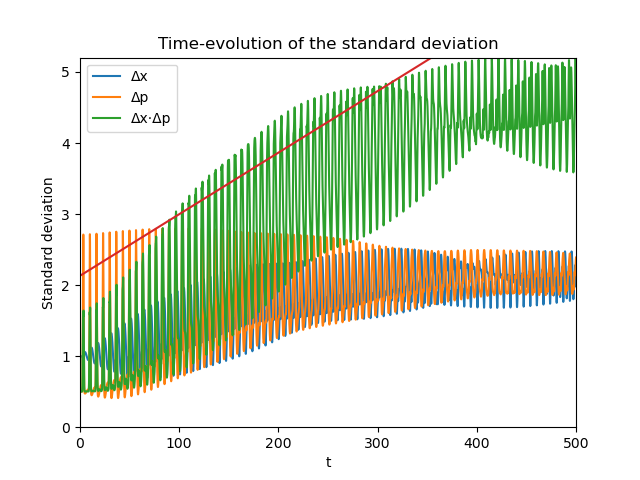 Time-evolution of the standard deviation
Δx
Δp
Δx·Δp
Standard deviation
5
4
3
2
1
0
0 100 200 300 400 500
t